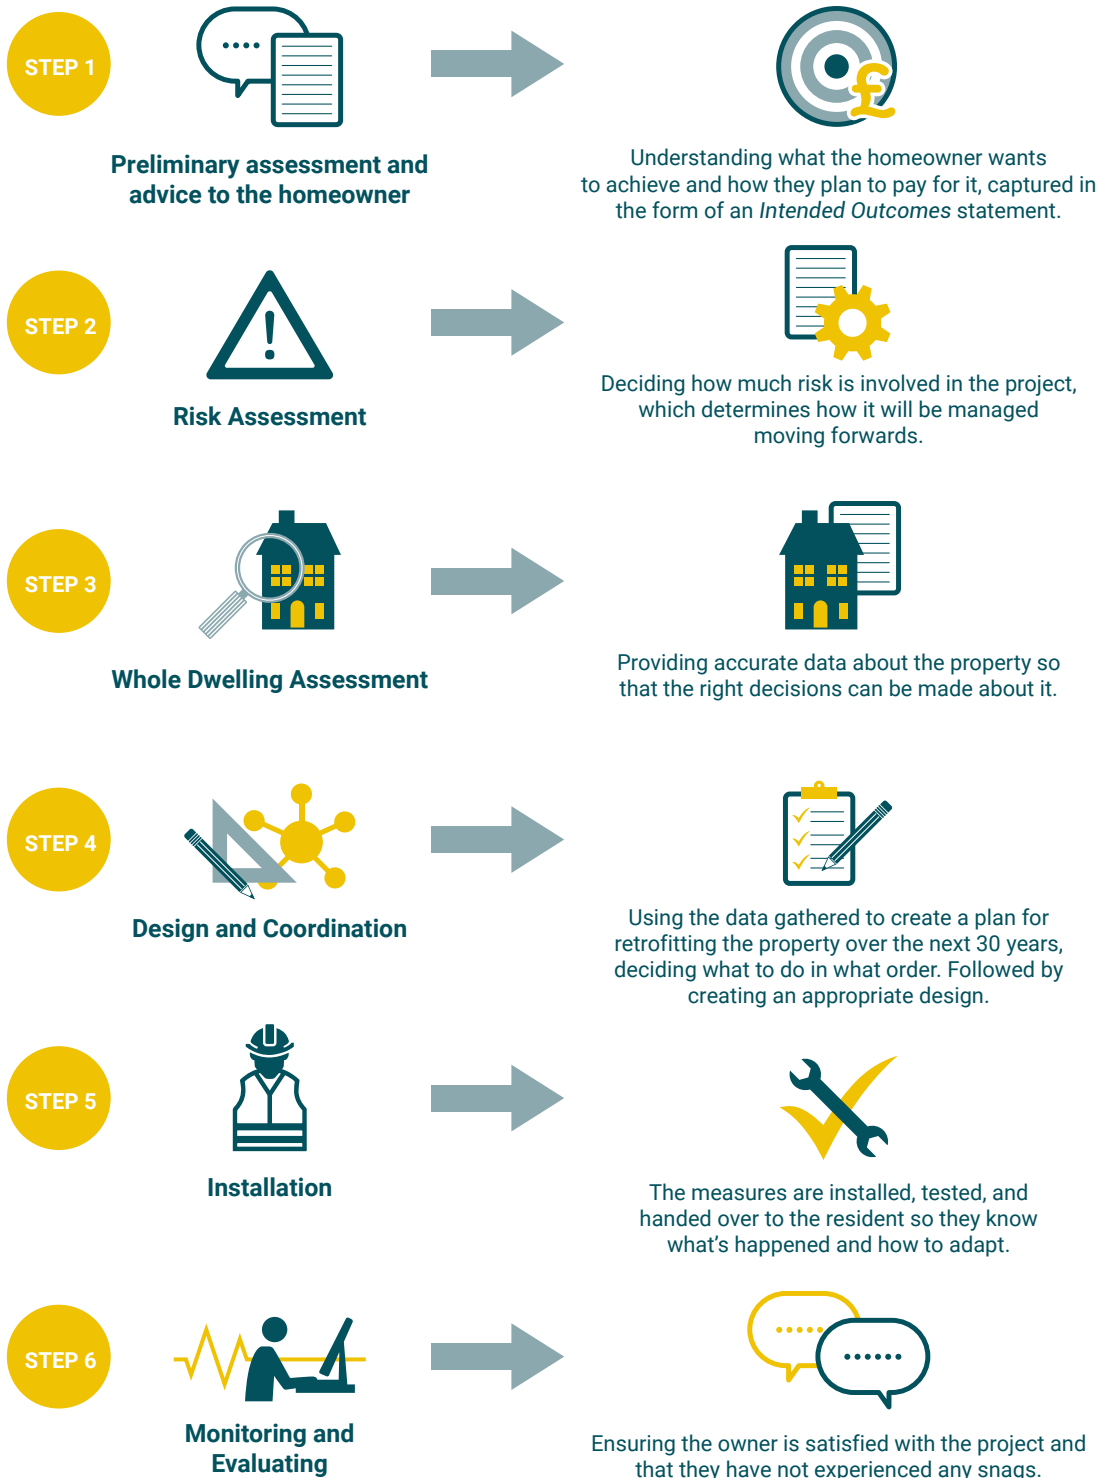 STEP 1
Preliminary assessment and
advice to the homeowner
Understanding what the homeowner wants
to achieve and how they plan to pay for it, captured in
the form of an Intended Outcomes statement.
£
STEP 2
Risk Assessment
Deciding how much risk is involved in the project,
which determines how it will be managed
moving forwards.
STEP 3
Whole Dwelling Assessment
Providing accurate data about the property so
that the right decisions can be made about it.
STEP 4
Design and Coordination
Using the data gathered to create a plan for
retrofitting the property over the next 30 years,
deciding what to do in what order. Followed by
creating an appropriate design.
STEP 5
Installation
The measures are installed, tested, and
handed over to the resident so they know
what's happened and how to adapt.
STEP 6
Monitoring and
Evaluating
Ensuring the owner is satisfied with the project and
that they have not experienced any snags.